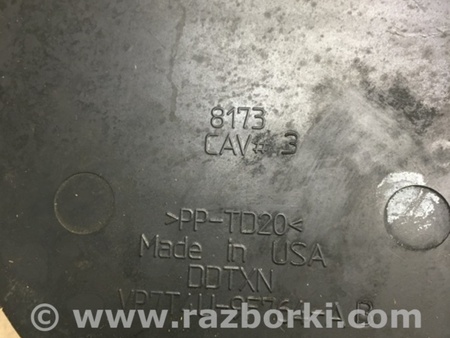 8173
CAV# 3
>PP-TD20<
Made in USA
DDTXN
www.razborki.com